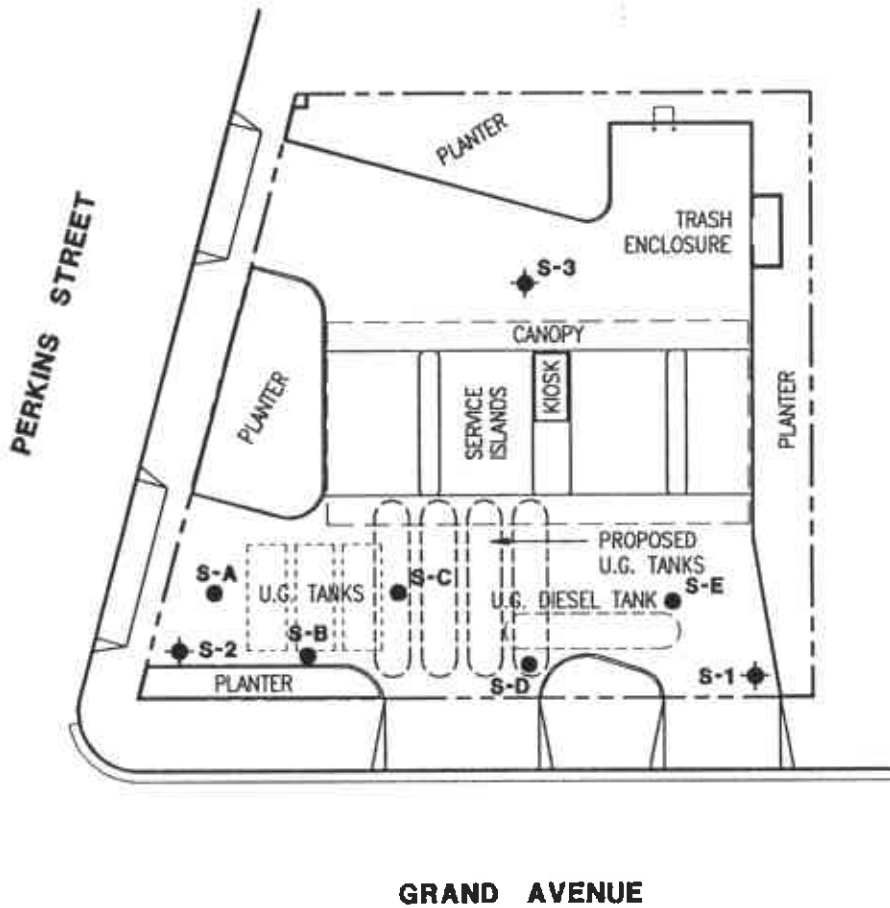 PLANTER
TRASH
ENCLOSURE
PERKINS STREET
S-3
CANOPY
PLANTER
SERVICE
ISLANDS
KIOSK
PLANTER
PROPOSED
U.G. TANKS
S-A
U.G. TANKS
S-C
U.G. DIESEL TANK
S-E
S-B
S-2
S-D
S-1
PLANTER
GRAND AVENUE